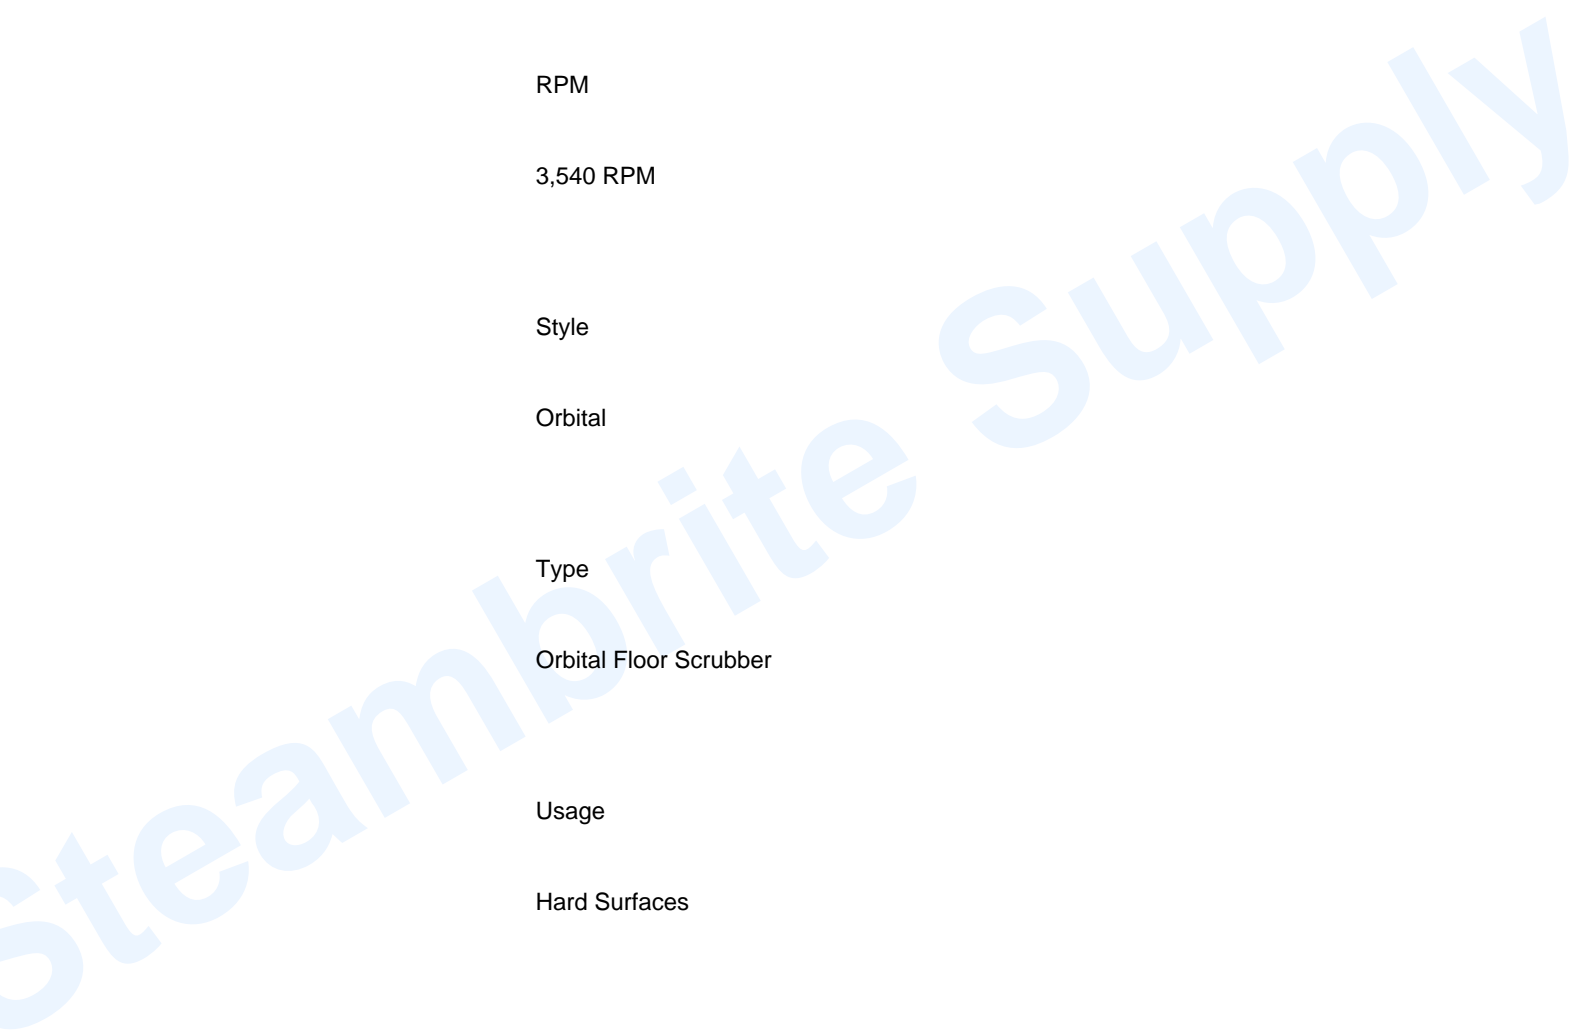 RPM
3,540 RPM
Style
Orbital
Type
Orbital Floor Scrubber
Usage
Hard Surfaces
Steambrite Supply